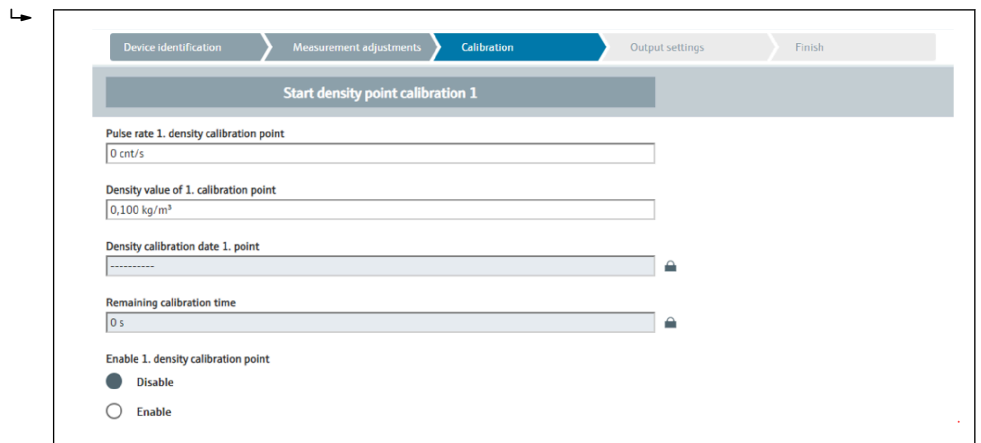 Device identification Measurement adjustments Calibration Output settings Finish
Start density point calibration 1
Pulse rate 1. density calibration point
0 cnt/s
Density value of 1. calibration point
0,100 kg/m³
Density calibration date 1. point
----------
Remaining calibration time
0 s
Enable 1. density calibration point
Disable
Enable